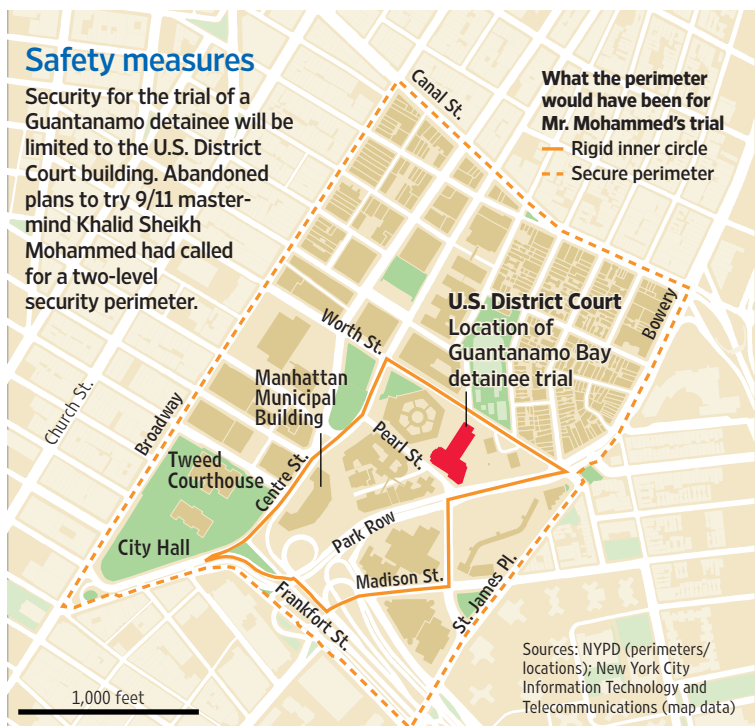 Safety measures
Security for the trial of a
Guantanamo detainee will be
limited to the U.S. District
Court building. Abandoned
plans to try 9/11 master-
mind Khalid Sheikh
Mohammed had called
for a two-level
security perimeter.
Canal St.
What the perimeter
would have been for
Mr. Mohammed's trial
Rigid inner circle
Secure perimeter
U.S. District Court
Location of
Guantanamo Bay
detainee trial
Bowery
Worth St.
Manhattan
Municipal
Building
Church St.
Broadway
Pearl St.
Tweed
Courthouse
Centre St.
City Hall
Park Row
Madison St.
Frankfort St.
St. James Pl.
Sources: NYPD (perimeters/
locations); New York City
Information Technology and
Telecommunications (map data)
1,000 feet